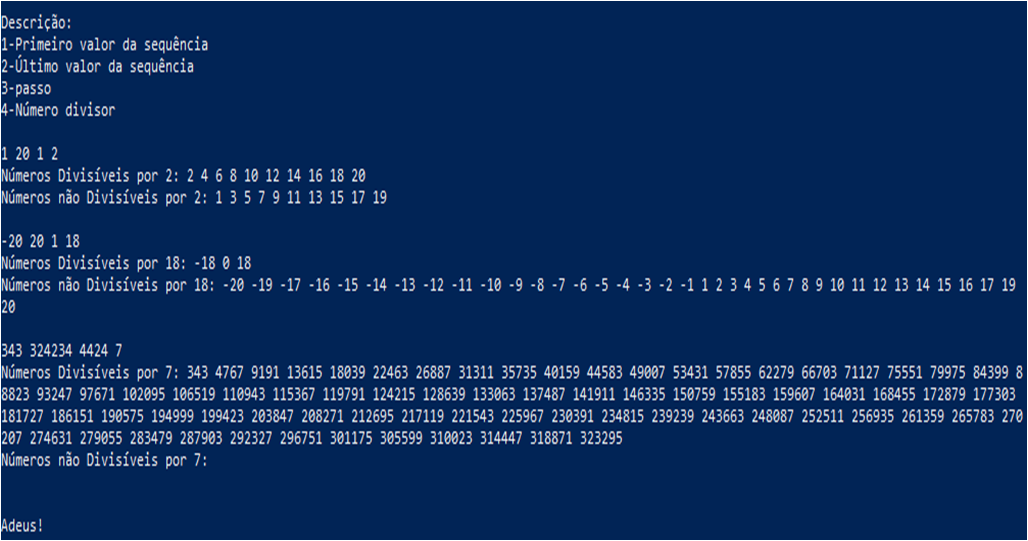 Descrição:
1-Primeiro valor da sequência
2-Último valor da sequência
3-passo
4-Número divisor
1 20 1 2
Números Divisíveis por 2: 2 4 6 8 10 12 14 16 18 20
Números não Divisíveis por 2: 1 3 5 7 9 11 13 15 17 19
-20 20 1 18
Números Divisíveis por 18: -18 0 18
Números não Divisíveis por 18: -20 -19 -17 -16 -15 -14 -13 -12 -11 -10 -9 -8 -7 -6 -5 -4 -3 -2 -1 1 2 3 4 5 6 7 8 9 10 11 12 13 14 15 16 17 19
20
343 324234 4424 7
Números Divisíveis por 7: 343 4767 9191 13615 18039 22463 26887 31311 35735 40159 44583 49007 53431 57855 62279 66703 71127 75551 79975 84399 8
8823 93247 97671 102095 106519 110943 115367 119791 124215 128639 133063 137487 141911 146335 150759 155183 159607 164031 168455 172879 177303
181727 186151 190575 194999 199423 203847 208271 212695 217119 221543 225967 230391 234815 239239 243663 248087 252511 256935 261359 265783 270
207 274631 279055 283479 287903 292327 296751 301175 305599 310023 314447 318871 323295
Números não Divisíveis por 7:
Adeus!